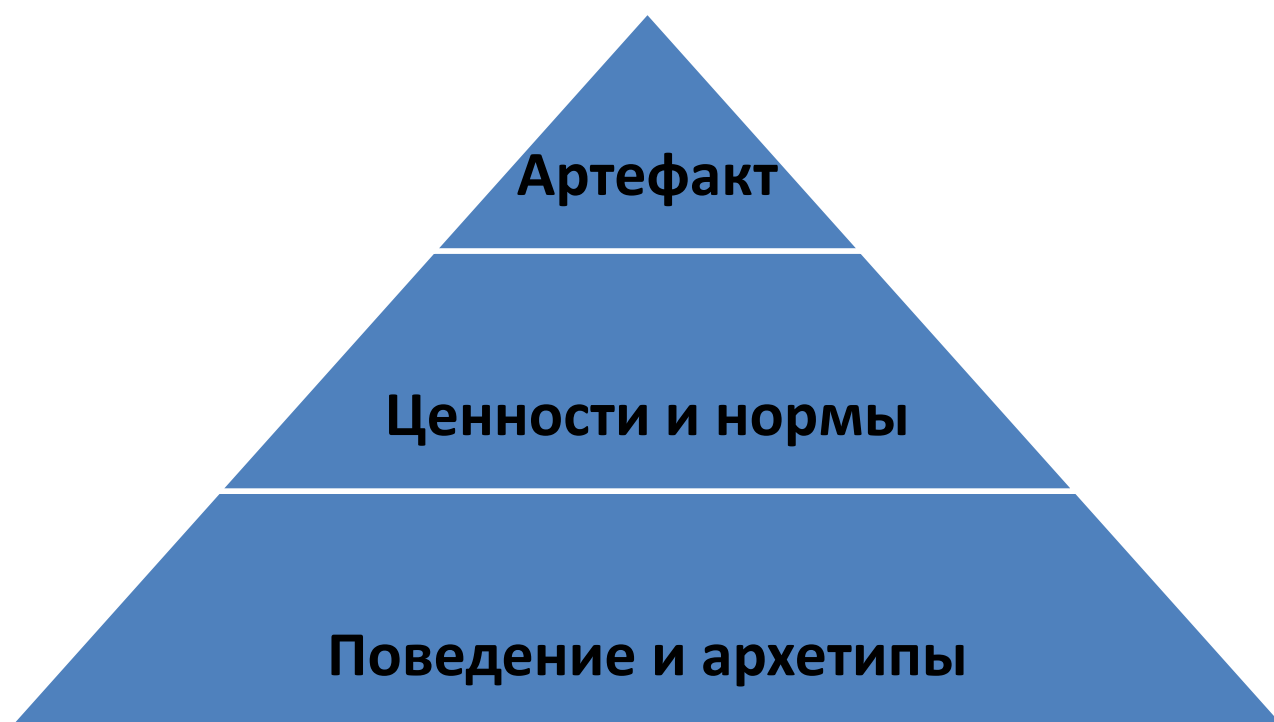 Артефакт
Ценности и нормы
Поведение и архетипы